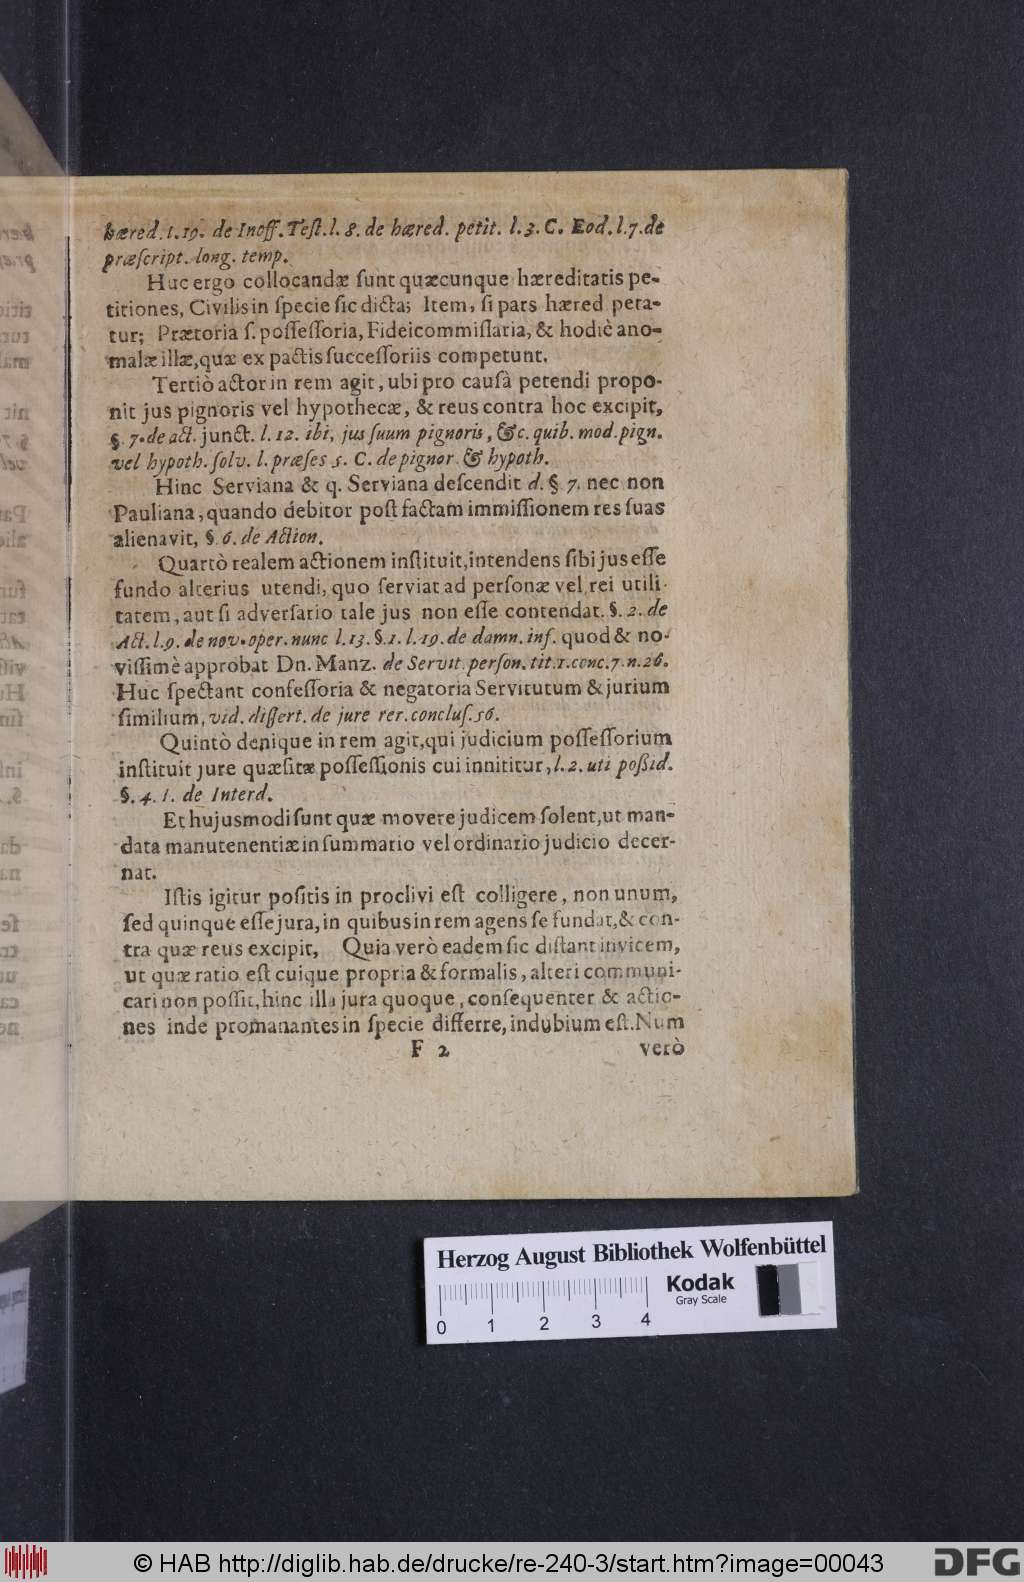 hæred. l. 19. de Inoff. Teſt. l. 8. de hæred. petit. l. 3. C. Eod. l. 7. de
præſcript. long. temp.
Huc ergo collocandæ ſunt quæcunque hæreditatis pe-
titiones, Civilis in ſpecie ſic dicta; Item, ſi pars hæred peta-
tur; Prætoria ſ. poſſeſſoria, Fideicommiſſaria, & hodiè ano-
malæ illæ, quæ ex pactis ſucceſſoriis competunt.
Tertiò actor in rem agit, ubi pro cauſà petendi propo-
nit jus pignoris vel hypothecæ, & reus contra hoc excipit,
§. 7. de act. junct. l. 12. ibi, jus ſuum pignoris, &c. quib. mod. pign.
vel hypoth. ſolv. l. præſes 5. C. de pignor. & hypoth.
Hinc Serviana & q. Serviana deſcendit d. §. 7. nec non
Pauliana, quando debitor poſt factam immiſſionem res ſuas
alienavit, §. 6. de Action.
Quartò realem actionem inſtituit, intendens ſibi jus eſſe
fundo alterius utendi, quo ſerviat ad perſonæ vel rei utili-
tatem, aut ſi adverſario tale jus non eſſe contendat. §. 2. de
Act. l. 9. de nov. oper. nunc l. 13. §. 1. l. 19. de damn. inf. quod & no-
viſſimè approbat Dn. Manz. de Servit. perſon. tit. 1. conc. 7. n. 26.
Huc ſpectant confeſſoria & negatoria Servitutum & jurium
ſimilium, vid. diſſert. de jure rer. concluſ. 56.
Quintò denique in rem agit, qui judicium poſſeſſorium
inſtituit jure quæſitæ poſſeſſionis cui innititur, l. 2. uti poßid.
§. 4. I. de Interd.
Et hujusmodi ſunt quæ movere judicem ſolent, ut man-
data manutenentiæ in ſummario vel ordinario judicio decer-
nat.
Iſtis igitur poſitis in proclivi eſt colligere, non unum,
ſed quinque eſſe jura, in quibus in rem agens ſe fundat, & con-
tra quæ reus excipit, Quia verò eadem ſic diſtant invicem,
ut quæ ratio eſt cuique propria & formalis, alteri communi-
cari non poſſit, hinc illa jura quoque, conſequenter & actio-
nes inde promanantes in ſpecie differre, indubium eſt. Num
F 2 verò
Herzog August Bibliothek Wolfenbüttel
Kodak
Gray Scale
0 1 2 3 4
© HAB http://diglib.hab.de/drucke/re-240-3/start.htm?image=00043
DFG